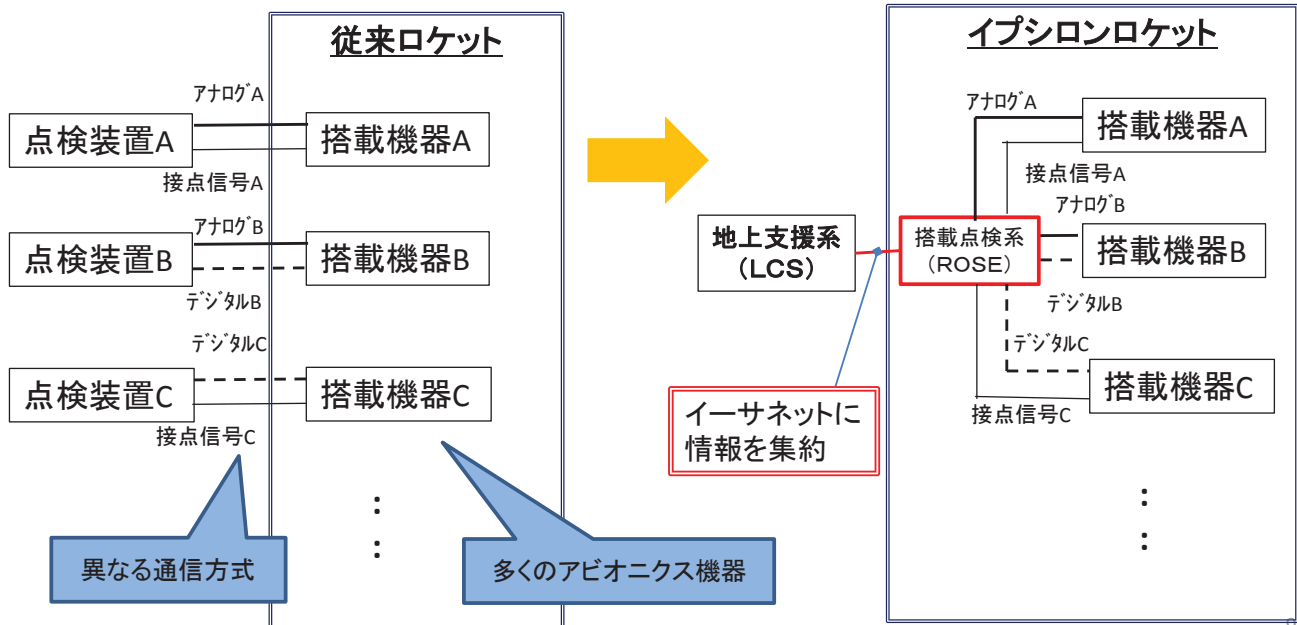 従来ロケット
アナログA
点検装置A
搭載機器A
接点信号A
アナログB
点検装置B
搭載機器B
デジタルB
デジタルC
点検装置C
搭載機器C
接点信号C
：
：
異なる通信方式
多くのアビオニクス機器
イプシロンロケット
アナログA
搭載機器A
接点信号A
アナログB
地上支援系
（LCS）
搭載点検系
（ROSE）
搭載機器B
デジタルB
デジタルC
搭載機器C
接点信号C
イーサネットに
情報を集約
：
：